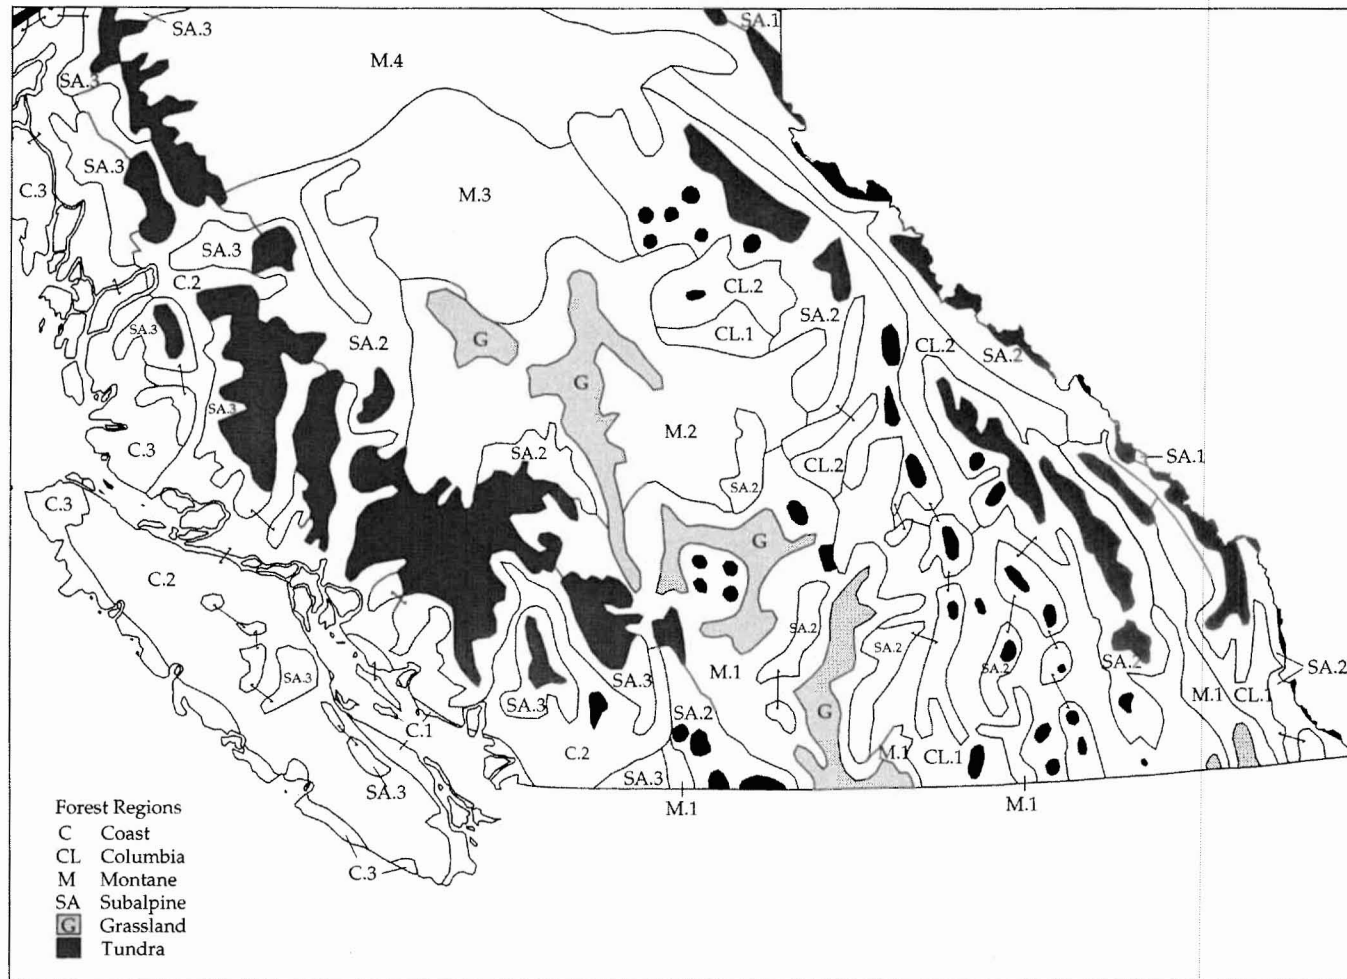 SA.3
SA.1
M.4
SA.3
SA.3
C.3
M.3
SA.3
C.2
CL.2
SA.2
SA.3
CL.1
SA.2
G
CL.2
SA.2
G
SA.3
M.2
C.3
SA.2
CL.2
SA.1
SA.2
C.3
G
C.2
SA.2
SA.2
SA.2
SA.2
SA.2
M.1
SA.3
SA.3
M.1
CL.1
SA.3
SA.2
G
C.1
C.2
M.1
CL.1
SA.3
SA.3
M.1
M.1
Forest Regions
C Coast
CL Columbia
M Montane
SA Subalpine
G Grassland
Tundra
C.3